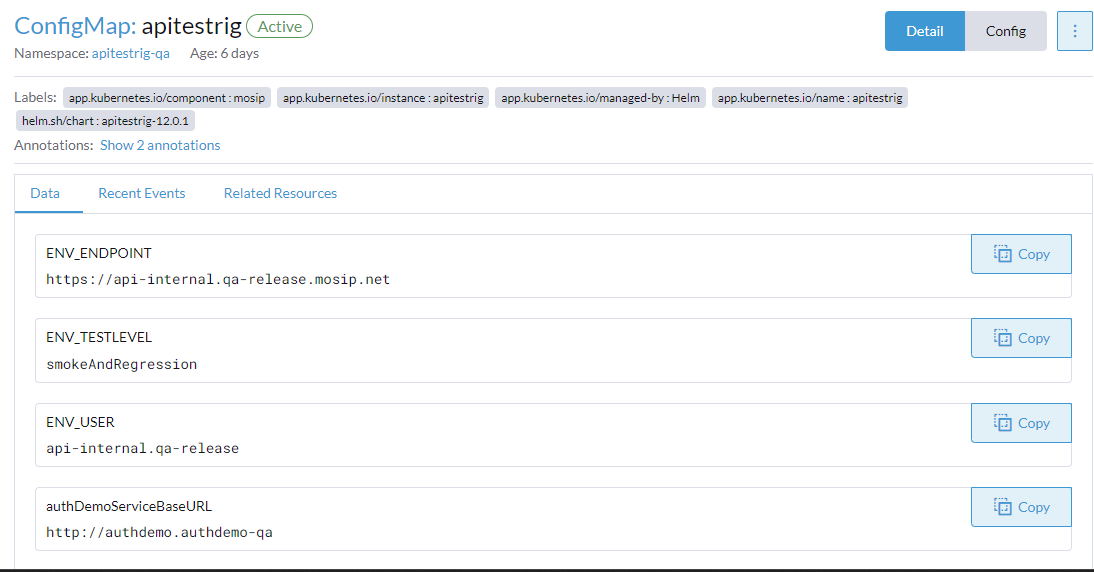 ConfigMap: apitestrig Active
Detail
Config
Namespace: apitestrig-qa Age: 6 days
Labels: app.kubernetes.io/component : mosip app.kubernetes.io/instance : apitestrig app.kubernetes.io/managed-by : Helm app.kubernetes.io/name : apitestrig
helm.sh/chart : apitestrig-12.0.1
Annotations: Show 2 annotations
Data Recent Events Related Resources
ENV_ENDPOINT
Copy
https://api-internal.qa-release.mosip.net
ENV_TESTLEVEL
Copy
smokeAndRegression
ENV_USER
Copy
api-internal.qa-release
authDemoServiceBaseURL
Copy
http://authdemo.authdemo-qa